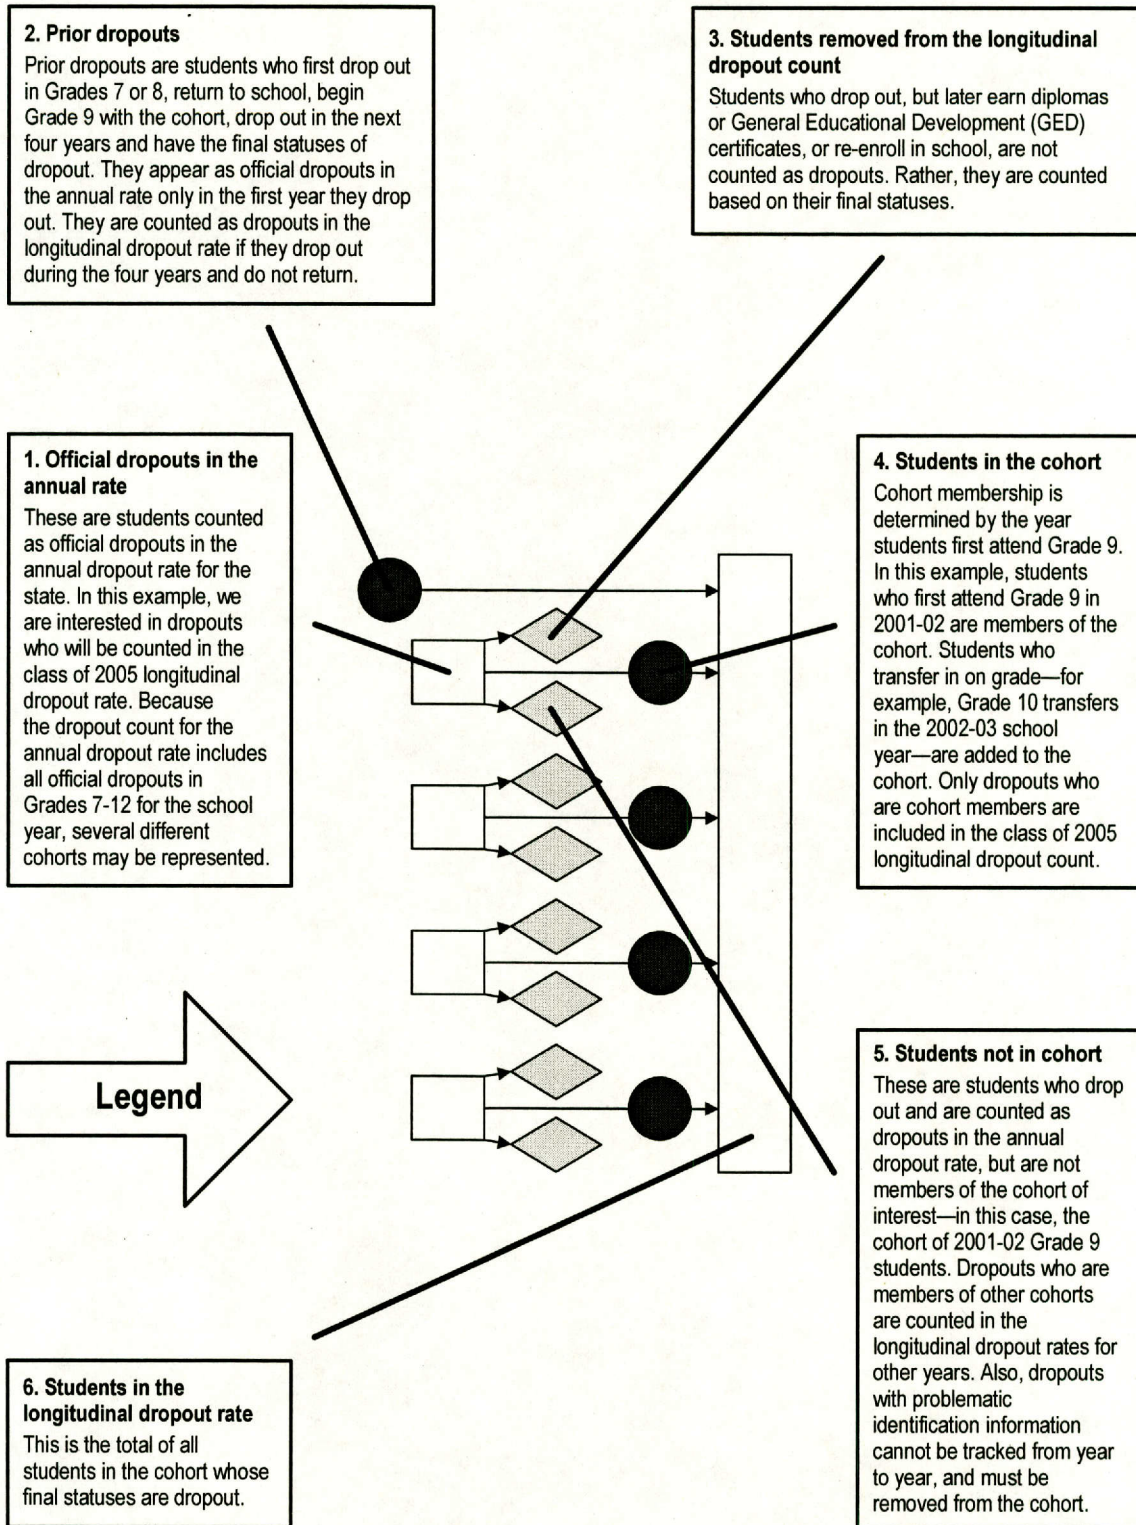 2. Prior dropouts
Prior dropouts are students who first drop out
in Grades 7 or 8, return to school, begin
Grade 9 with the cohort, drop out in the next
four years and have the final statuses of
dropout. They appear as official dropouts in
the annual rate only in the first year they drop
out. They are counted as dropouts in the
longitudinal dropout rate if they drop out
during the four years and do not return.
3. Students removed from the longitudinal
dropout count
Students who drop out, but later earn diplomas
or General Educational Development (GED)
certificates, or re-enroll in school, are not
counted as dropouts. Rather, they are counted
based on their final statuses.
1. Official dropouts in the
annual rate
These are students counted
as official dropouts in the
annual dropout rate for the
state. In this example, we
are interested in dropouts
who will be counted in the
class of 2005 longitudinal
dropout rate. Because
the dropout count for the
annual dropout rate includes
all official dropouts in
Grades 7-12 for the school
year, several different
cohorts may be represented.
4. Students in the cohort
Cohort membership is
determined by the year
students first attend Grade 9.
In this example, students
who first attend Grade 9 in
2001-02 are members of the
cohort. Students who
transfer in on grade—for
example, Grade 10 transfers
in the 2002-03 school
year—are added to the
cohort. Only dropouts who
are cohort members are
included in the class of 2005
longitudinal dropout count.
Legend
5. Students not in cohort
These are students who drop
out and are counted as
dropouts in the annual
dropout rate, but are not
members of the cohort of
interest—in this case, the
cohort of 2001-02 Grade 9
students. Dropouts who are
members of other cohorts
are counted in the
longitudinal dropout rates for
other years. Also, dropouts
with problematic
identification information
cannot be tracked from year
to year, and must be
removed from the cohort.
6. Students in the
longitudinal dropout rate
This is the total of all
students in the cohort whose
final statuses are dropout.